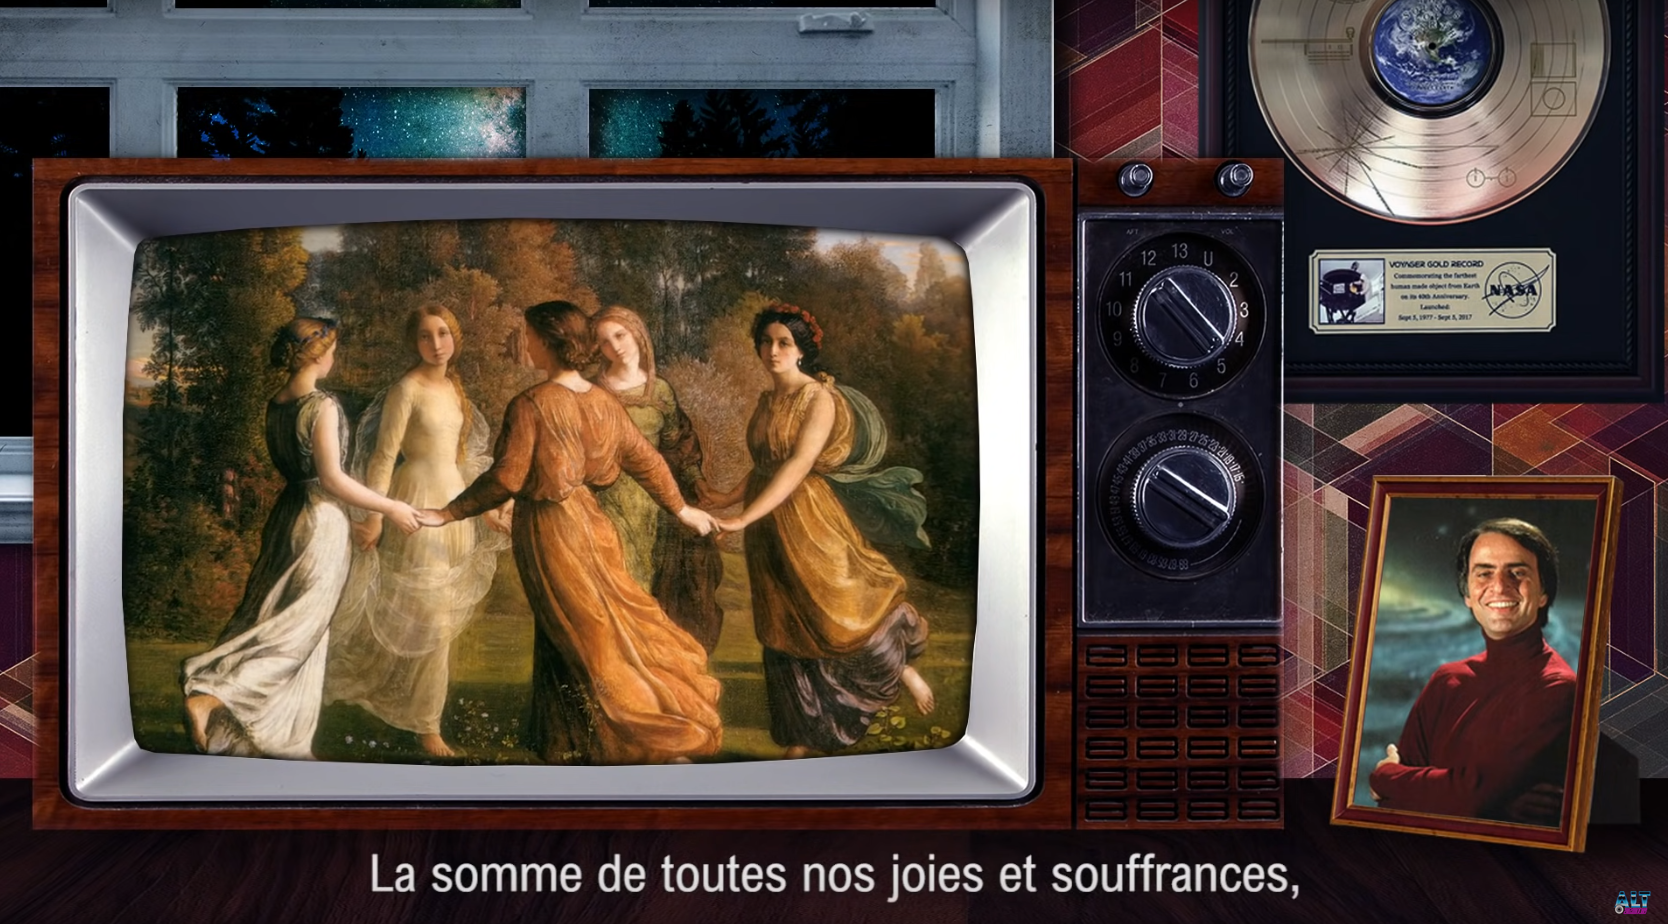 VOYAGER GOLD RECORD
Commemorating the farthest
human made object from Earth
on its 40th Anniversary.
Launched:
Sept 5, 1977 - Sept 5, 2017
NASA
AFT
VOL
13
12
U
11
2
10
3
9
4
8
5
7
6
La somme de toutes nos joies et souffrances,
ALT